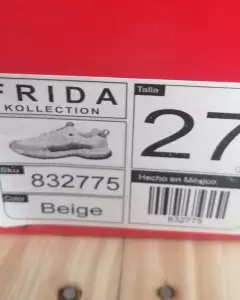 FRIDA
KOLLECTION
Talla
27
Sku
832775
Color
Beige
Hecho en México
832775